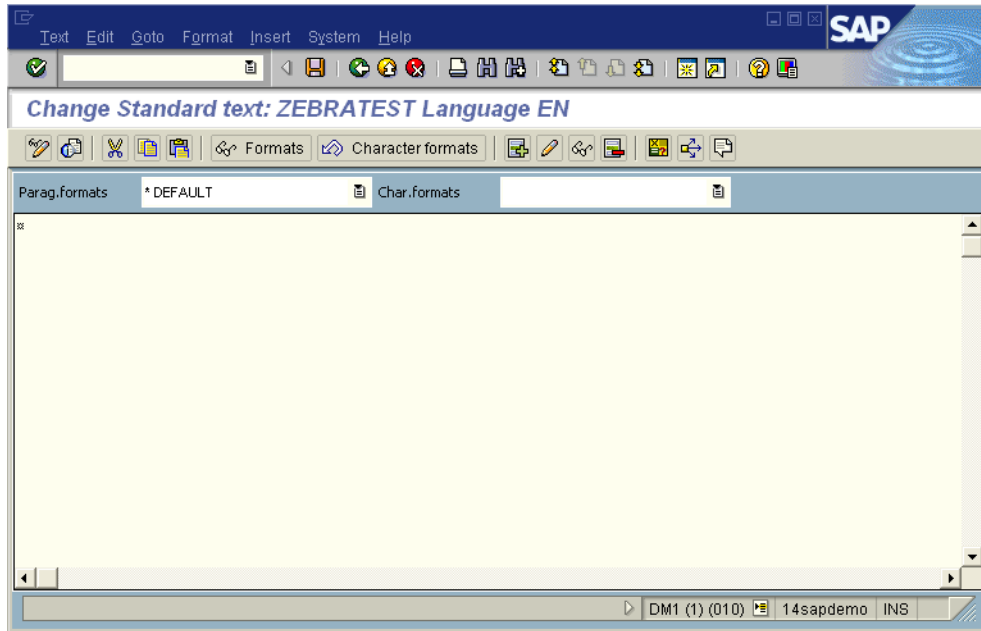 SAP
Text Edit Goto Format Insert System Help
Change Standard text: ZEBRATEST Language EN
Formats Character formats
Parag.formats * DEFAULT Char.formats
¤
DM1 (1) (010) 14sapdemo INS